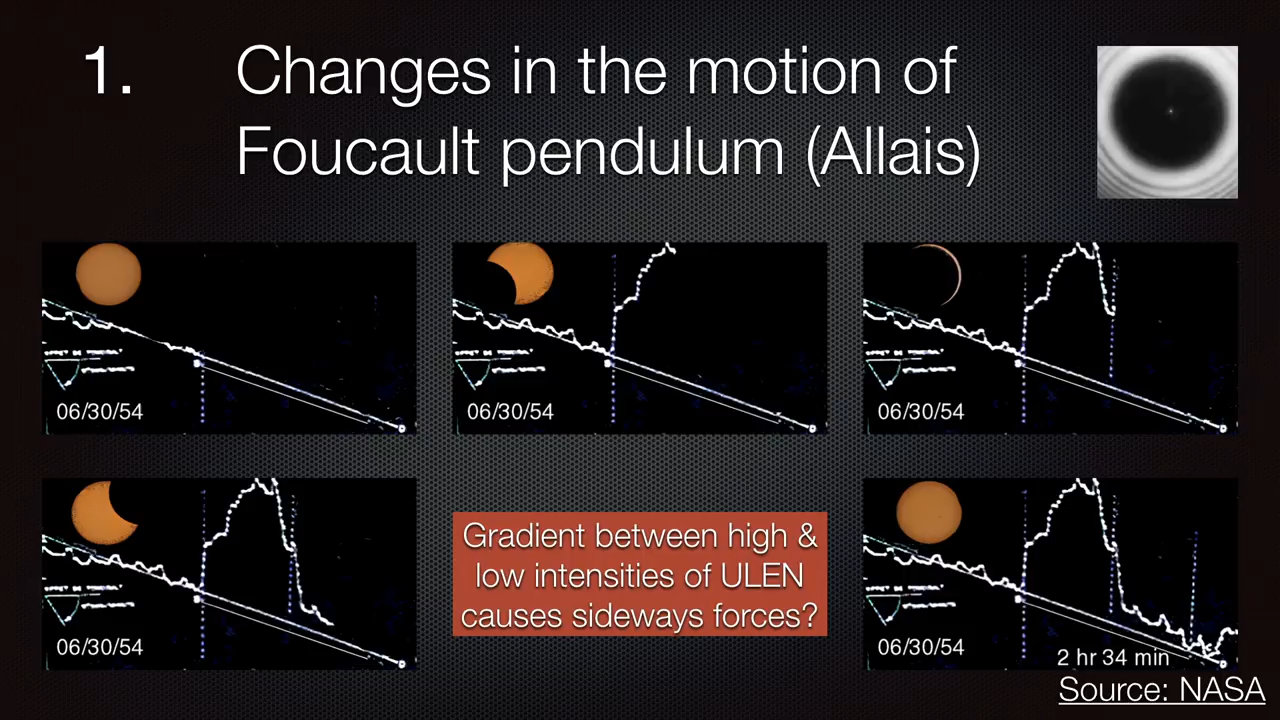 1. Changes in the motion of
Foucault pendulum (Allais)
06/30/54
06/30/54
06/30/54
06/30/54
Gradient between high &
low intensities of ULEN
causes sideways forces?
06/30/54
2 hr 34 min
Source: NASA